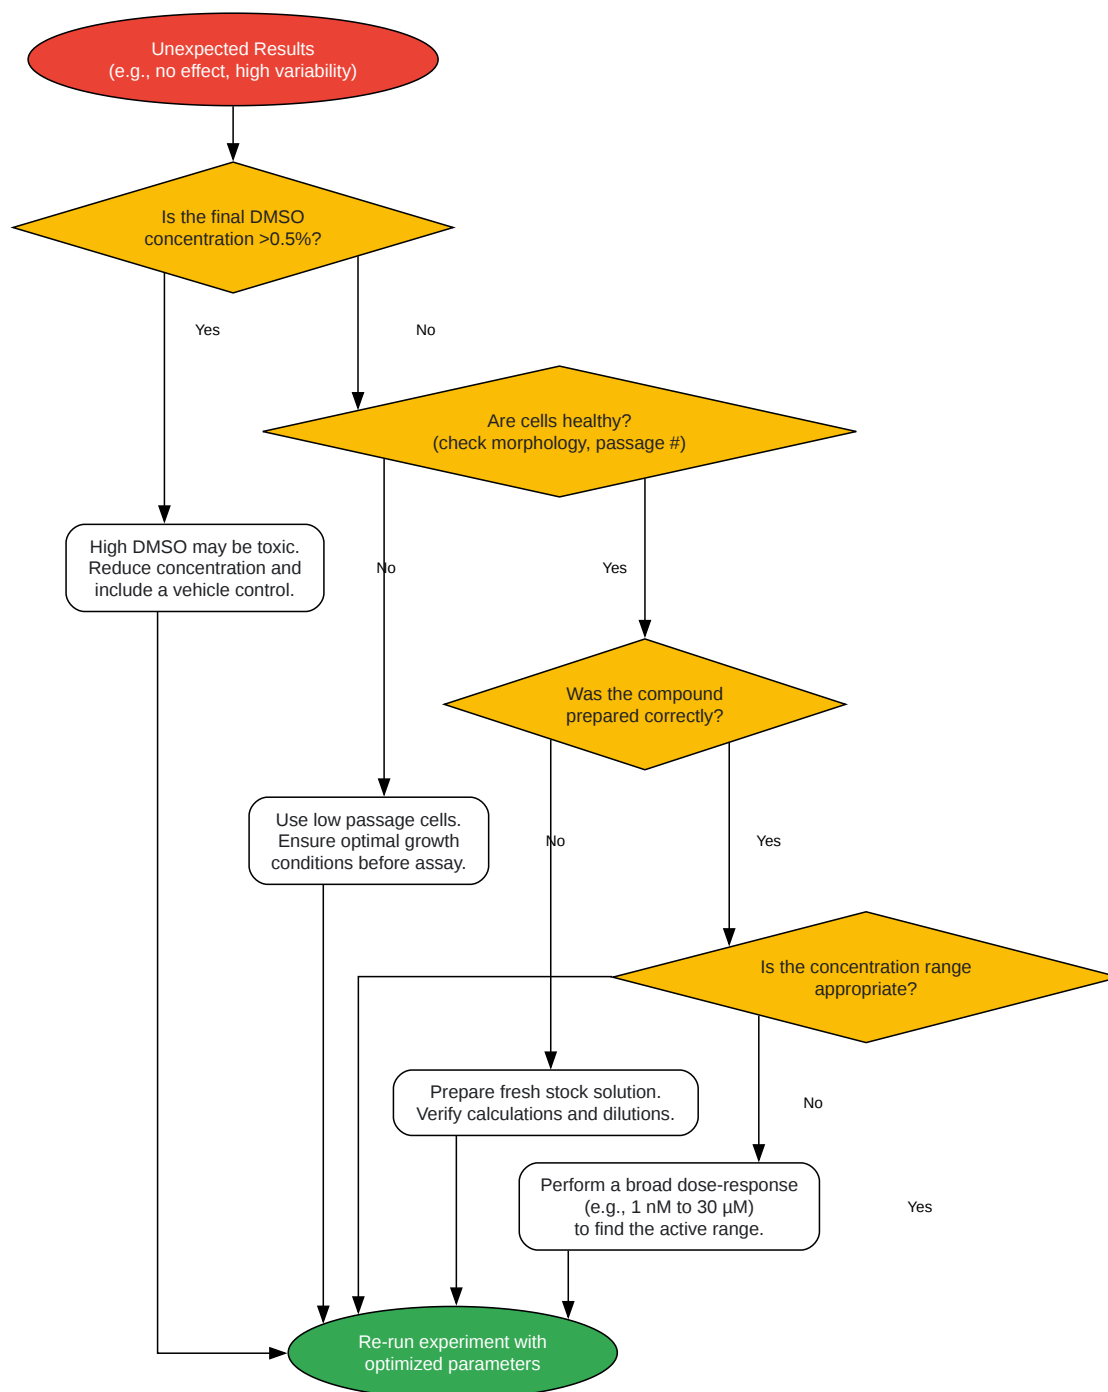 Unexpected Results
(e.g., no effect, high variability)
Is the final DMSO
concentration >0.5%?
Yes
No
Are cells healthy?
(check morphology, passage #)
High DMSO may be toxic.
Reduce concentration and
include a vehicle control.
No
Yes
Was the compound
prepared correctly?
Use low passage cells.
Ensure optimal growth
conditions before assay.
No
Yes
Is the concentration range
appropriate?
Prepare fresh stock solution.
Verify calculations and dilutions.
No
Perform a broad dose-response
(e.g., 1 nM to 30 µM)
to find the active range.
Yes
Re-run experiment with
optimized parameters